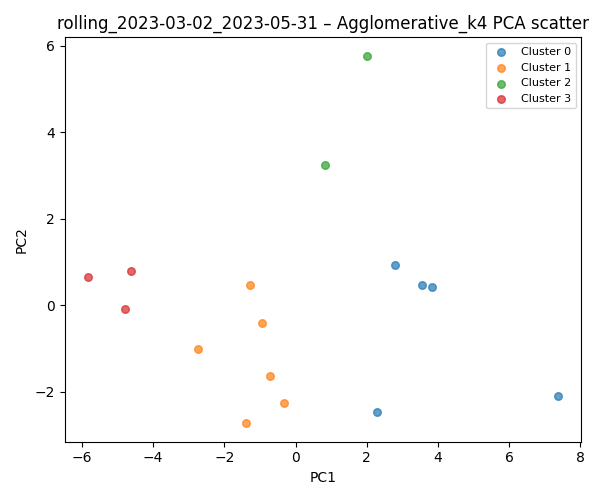 rolling_2023-03-02_2023-05-31 – Agglomerative_k4 PCA scatter
Cluster 0
Cluster 1
Cluster 2
Cluster 3
6
4
2
0
−2
PC2
−6
−4
−2
0
2
4
6
8
PC1